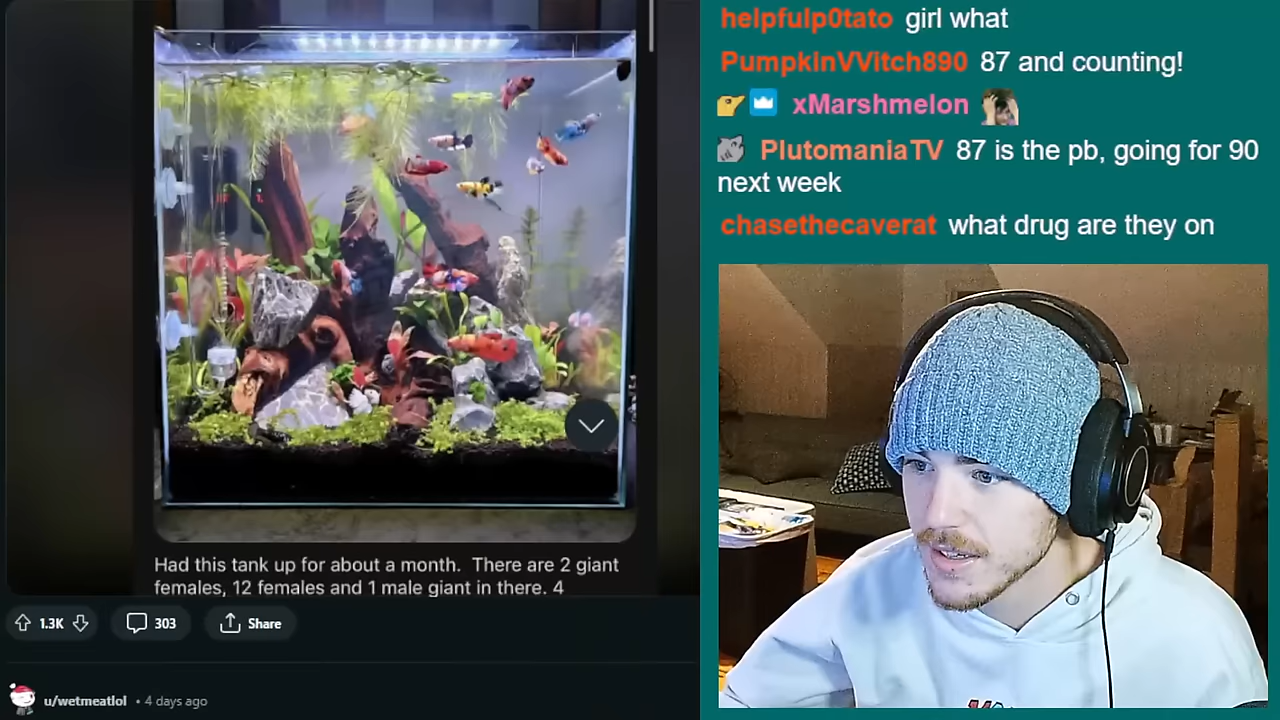 Had this tank up for about a month. There are 2 giant
females, 12 females and 1 male giant in there. 4
1.3K
303
Share
u/wetmeatlol • 4 days ago
helpfulp0tato girl what
PumpkinVVitch890 87 and counting!
xMarshmelon
PlutomaniaTV 87 is the pb, going for 90
next week
chasethecaverat what drug are they on